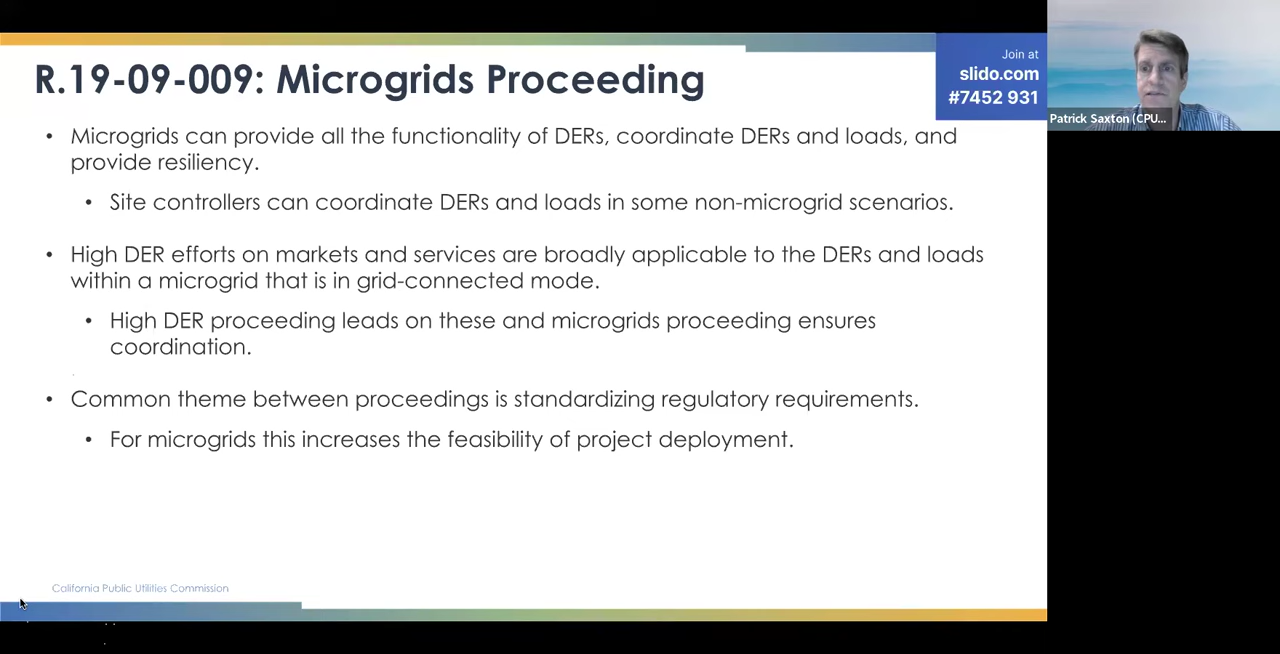 R.19-09-009: Microgrids Proceeding
Join at
slido.com
#7452 931
Patrick Saxton (CPU...
• Microgrids can provide all the functionality of DERs, coordinate DERs and loads, and
provide resiliency.
• Site controllers can coordinate DERs and loads in some non-microgrid scenarios.
• High DER efforts on markets and services are broadly applicable to the DERs and loads
within a microgrid that is in grid-connected mode.
• High DER proceeding leads on these and microgrids proceeding ensures
coordination.
• Common theme between proceedings is standardizing regulatory requirements.
• For microgrids this increases the feasibility of project deployment.
California Public Utilities Commission